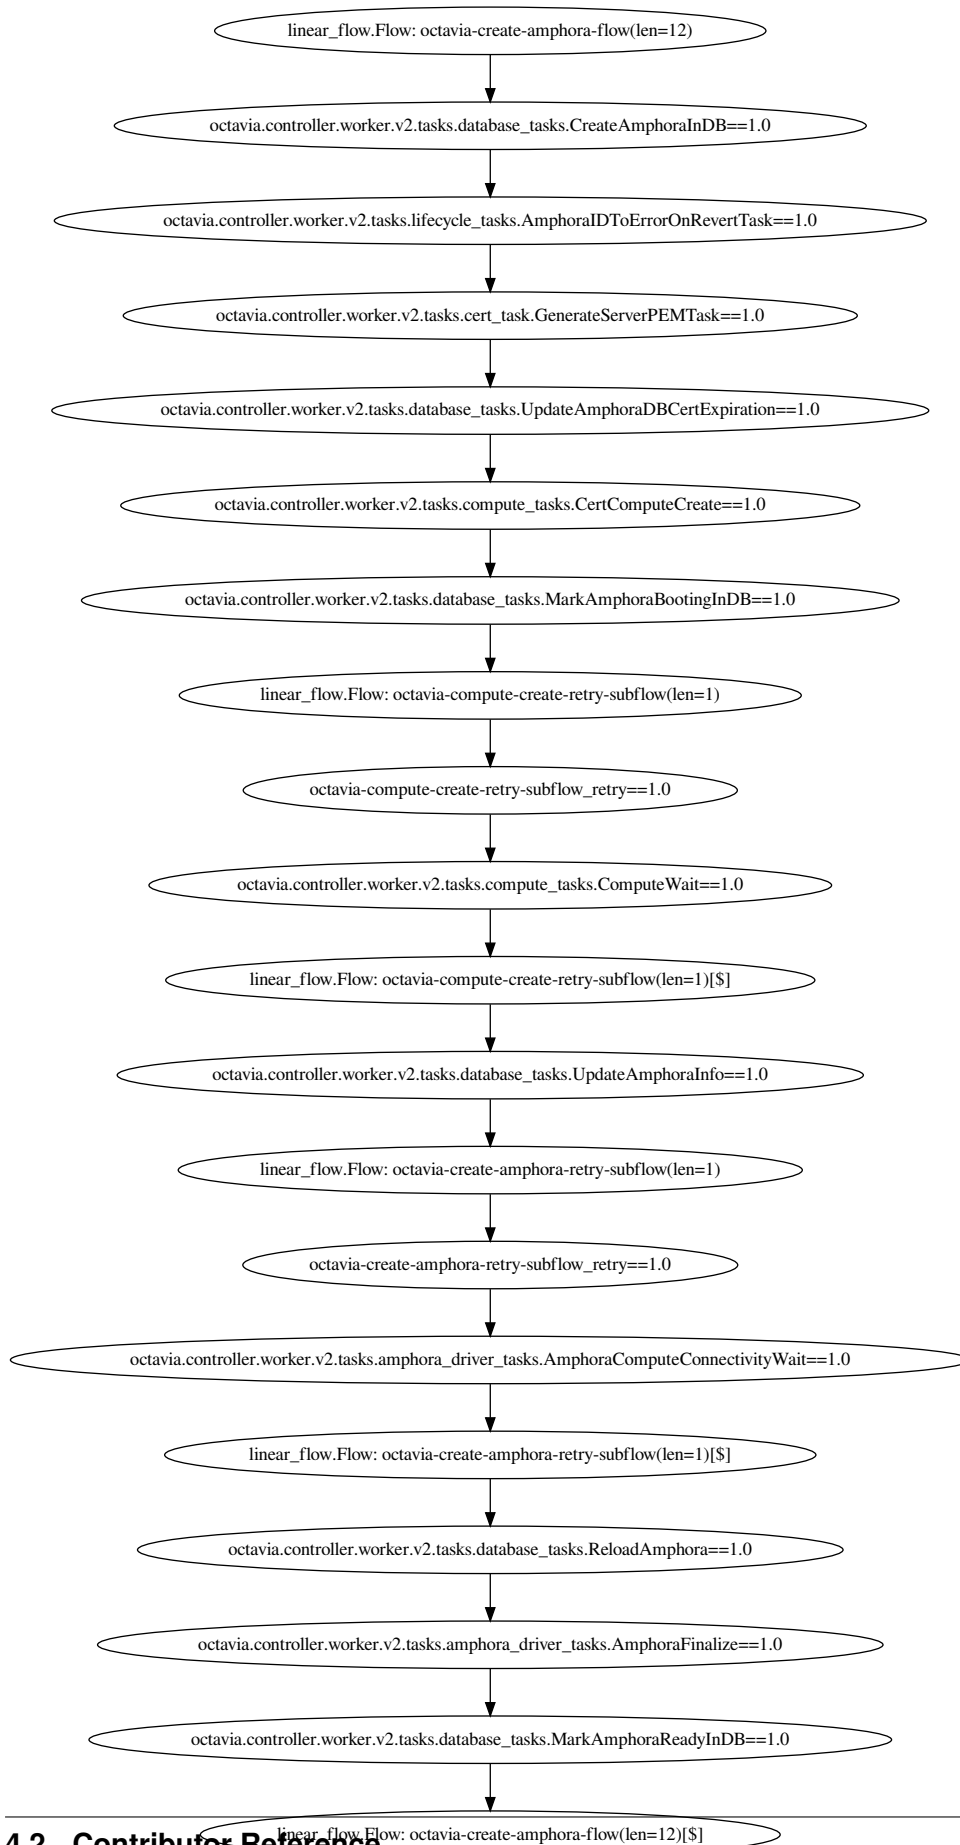 linear_flow.Flow: octavia-create-amphora-flow(len=12)
octavia.controller.worker.v2.tasks.database_tasks.CreateAmphoraInDB==1.0
octavia.controller.worker.v2.tasks.lifecycle_tasks.AmphoraIDToErrorOnRevertTask==1.0
octavia.controller.worker.v2.tasks.cert_task.GenerateServerPEMTask==1.0
octavia.controller.worker.v2.tasks.database_tasks.UpdateAmphoraDBCertExpiration==1.0
octavia.controller.worker.v2.tasks.compute_tasks.CertComputeCreate==1.0
octavia.controller.worker.v2.tasks.database_tasks.MarkAmphoraBootingInDB==1.0
linear_flow.Flow: octavia-compute-create-retry-subflow(len=1)
octavia-compute-create-retry-subflow_retry==1.0
octavia.controller.worker.v2.tasks.compute_tasks.ComputeWait==1.0
linear_flow.Flow: octavia-compute-create-retry-subflow(len=1)[$]
octavia.controller.worker.v2.tasks.database_tasks.UpdateAmphoraInfo==1.0
linear_flow.Flow: octavia-create-amphora-retry-subflow(len=1)
octavia-create-amphora-retry-subflow_retry==1.0
octavia.controller.worker.v2.tasks.amphora_driver_tasks.AmphoraComputeConnectivityWait==1.0
linear_flow.Flow: octavia-create-amphora-retry-subflow(len=1)[$]
octavia.controller.worker.v2.tasks.database_tasks.ReloadAmphora==1.0
octavia.controller.worker.v2.tasks.amphora_driver_tasks.AmphoraFinalize==1.0
octavia.controller.worker.v2.tasks.database_tasks.MarkAmphoraReadyInDB==1.0
linear_flow.Flow: octavia-create-amphora-flow(len=12)[$]
4.2. Contributor Reference